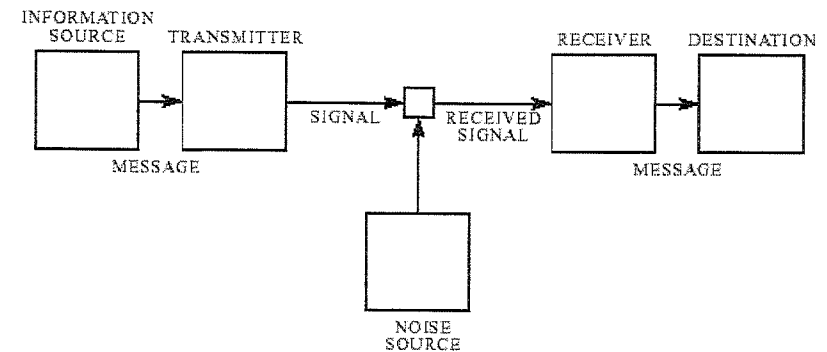 INFORMATION
SOURCE
TRANSMITTER
RECEIVER
DESTINATION
SIGNAL
RECEIVED
SIGNAL
MESSAGE
MESSAGE
NOISE
SOURCE